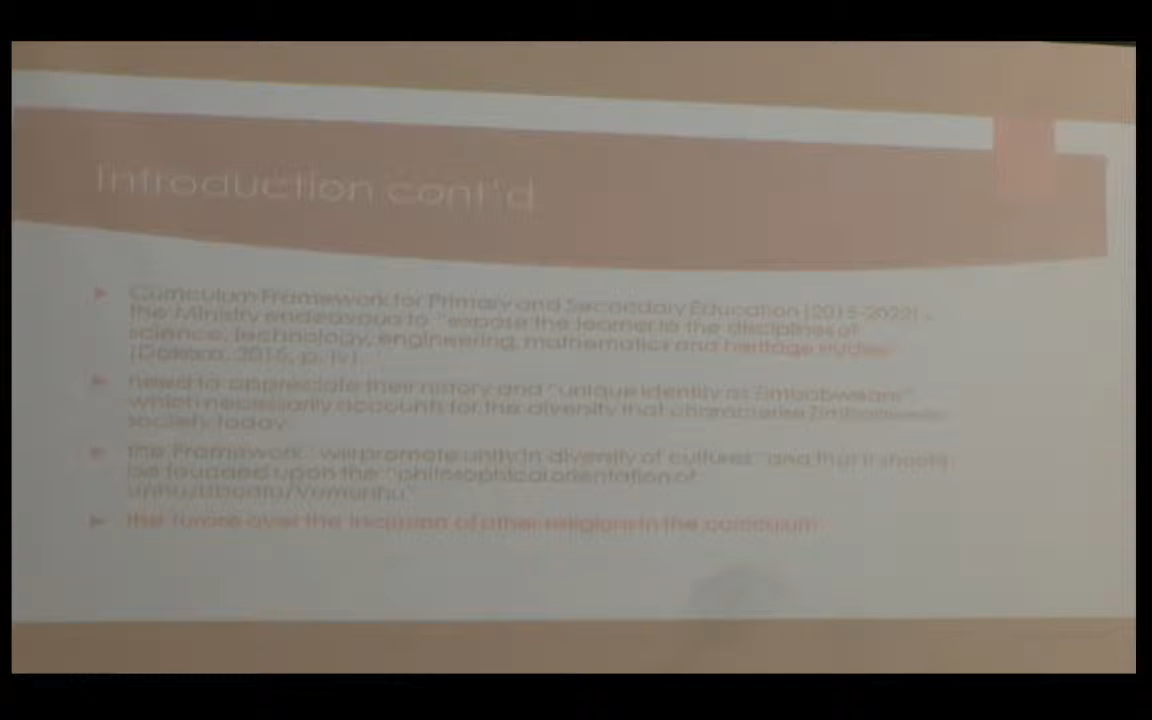 Introduction cont'd
Curriculum Framework for Primary and Secondary Education (2015-2022) -
the Ministry endeavours to "expose the learner to the disciplines of
science, technology, engineering, mathematics and heritage studies"
2015, p. iv).
need to appreciate their history and "unique identity as Zimbabweans"
which necessarily accounts for the diversity that characterise Zimbabwean
society today.
the Framework "will promote unity in diversity of cultures" and that it should
be founded upon the "philosophical orientation of
Unhu/Ubuntu/Vumunhu"
the furore over the inclusion of other religions in the curriculum